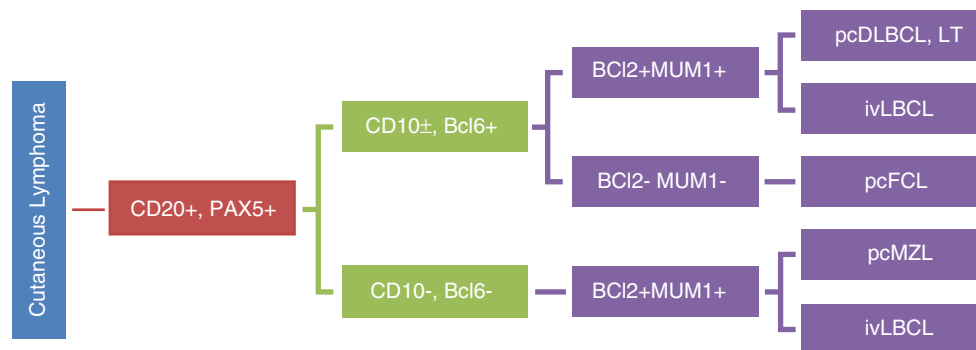 Cutaneous Lymphoma
CD20+, PAX5+
CD10±, Bcl6+
BCl2+MUM1+
pcDLBCL, LT
ivLBCL
BCl2- MUM1-
pcFCL
CD10-, Bcl6-
BCl2+MUM1+
pcMZL
ivLBCL